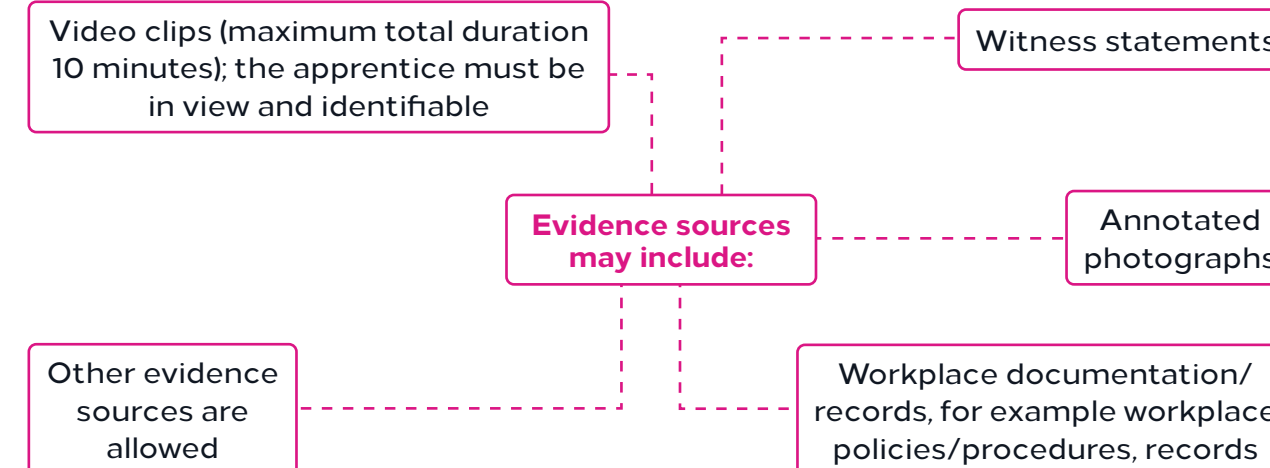 Video clips (maximum total duration
10 minutes); the apprentice must be
in view and identifiable
Witness statements
Evidence sources
may include:
Annotated
photographs
Other evidence
sources are
allowed
Workplace documentation/
records, for example workplace
policies/procedures, records